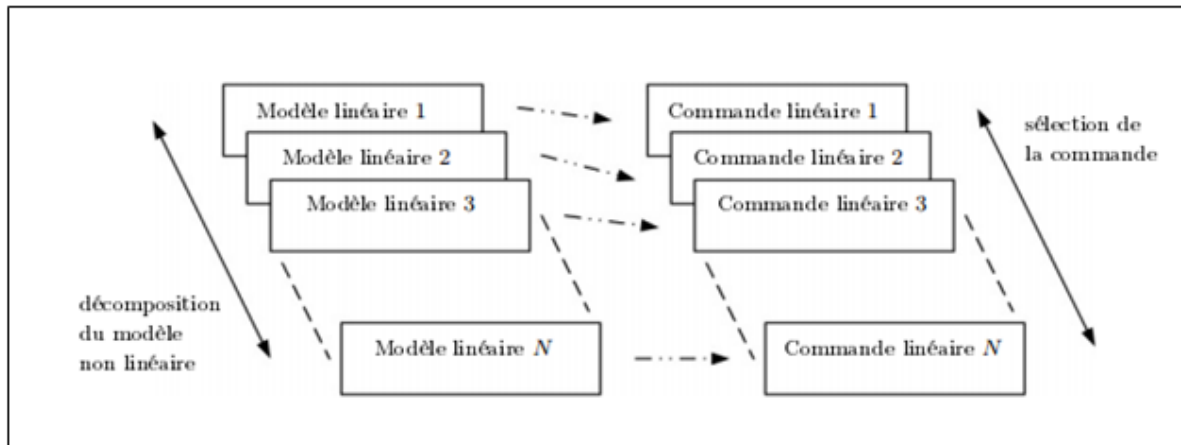 Modèle linéaire 1
Modèle linéaire 2
Modèle linéaire 3
Modèle linéaire N
décomposition
du modèle
non linéaire
Commande linéaire 1
Commande linéaire 2
Commande linéaire 3
Commande linéaire N
sélection de
la commande